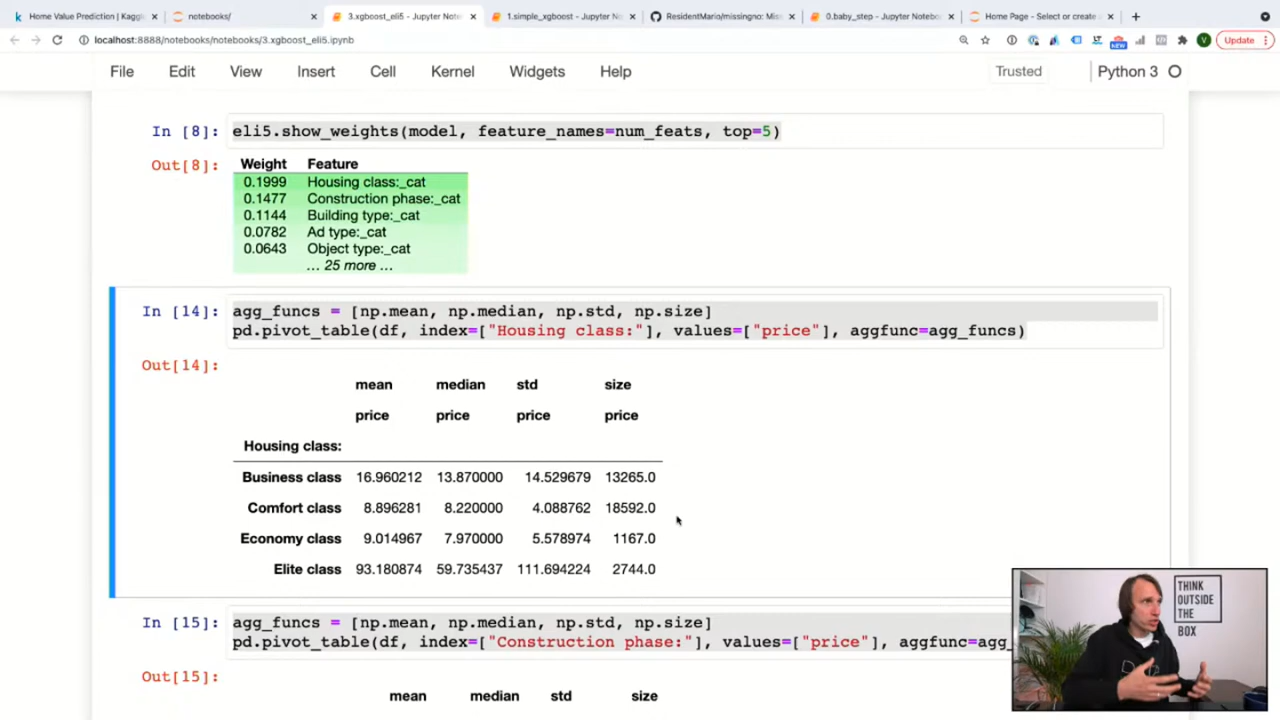 Home Value Prediction | Kaggl
notebooks/
3.xgboost_eli5 - Jupyter Note
1.simple_xgboost - Jupyter N
ResidentMario/missingno: Mis
0.baby_step - Jupyter Notebo
Home Page - Select or create
localhost:8888/notebooks/notebooks/3.xgboost_eli5.ipynb
NEW
V
Update
File Edit View Insert Cell Kernel Widgets Help Trusted Python 3
In [8]: eli5.show_weights(model, feature_names=num_feats, top=5)
Out[8]: Weight Feature
0.1999 Housing class:_cat
0.1477 Construction phase:_cat
0.1144 Building type:_cat
0.0782 Ad type:_cat
0.0643 Object type:_cat
… 25 more …
In [14]: agg_funcs = [np.mean, np.median, np.std, np.size]
pd.pivot_table(df, index=["Housing class:"], values=["price"], aggfunc=agg_funcs)
Out[14]:
mean median std size
price price price price
Housing class:
Business class 16.960212 13.870000 14.529679 13265.0
Comfort class 8.896281 8.220000 4.088762 18592.0
Economy class 9.014967 7.970000 5.578974 1167.0
Elite class 93.180874 59.735437 111.694224 2744.0
In [15]: agg_funcs = [np.mean, np.median, np.std, np.size]
pd.pivot_table(df, index=["Construction phase:"], values=["price"], aggfunc=agg_
Out[15]:
mean median std size
THINK
OUTSIDE
THE
BOX